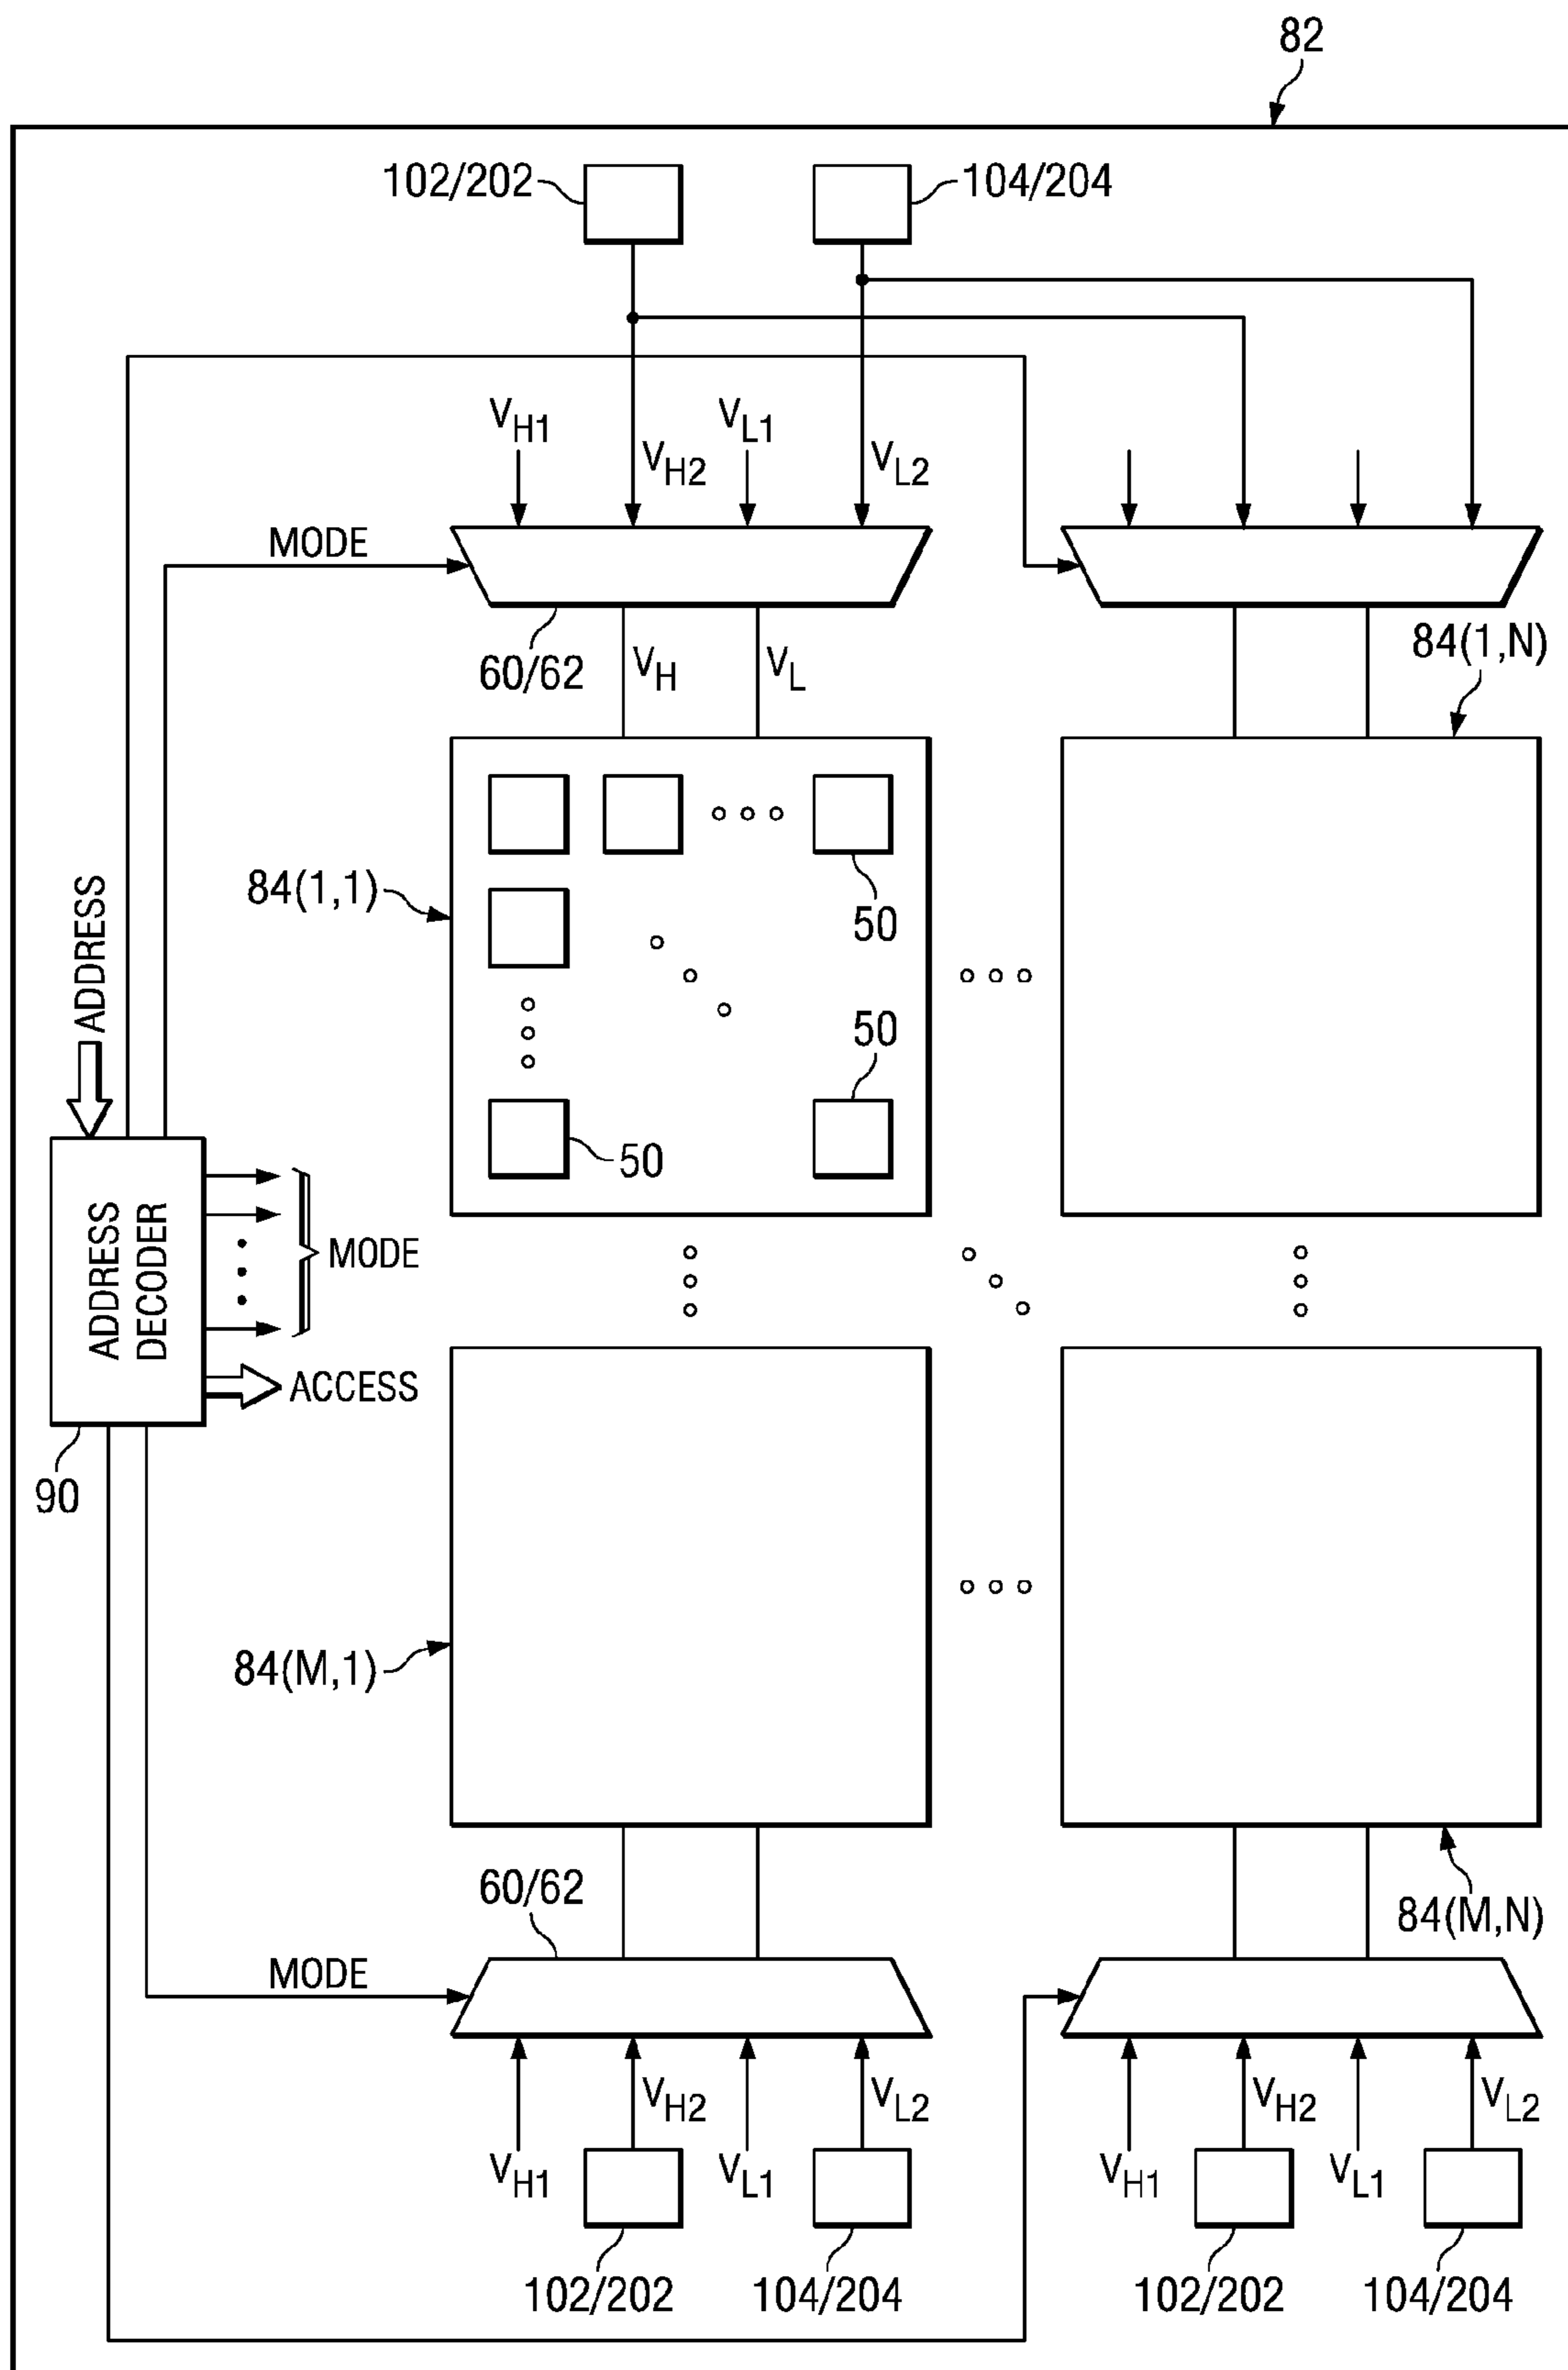 82
102/202
104/204
VH1
VH2
VL1
VL2
MODE
60/62
VH
VL
84(1,N)
84(1,1)
50
ADDRESS
50
50
ADDRESS
DECODER
MODE
ACCESS
90
84(M,1)
60/62
84(M,N)
MODE
VH2
VL2
VH2
VL2
VH1
VL1
VH1
VL1
102/202
104/204
102/202
104/204